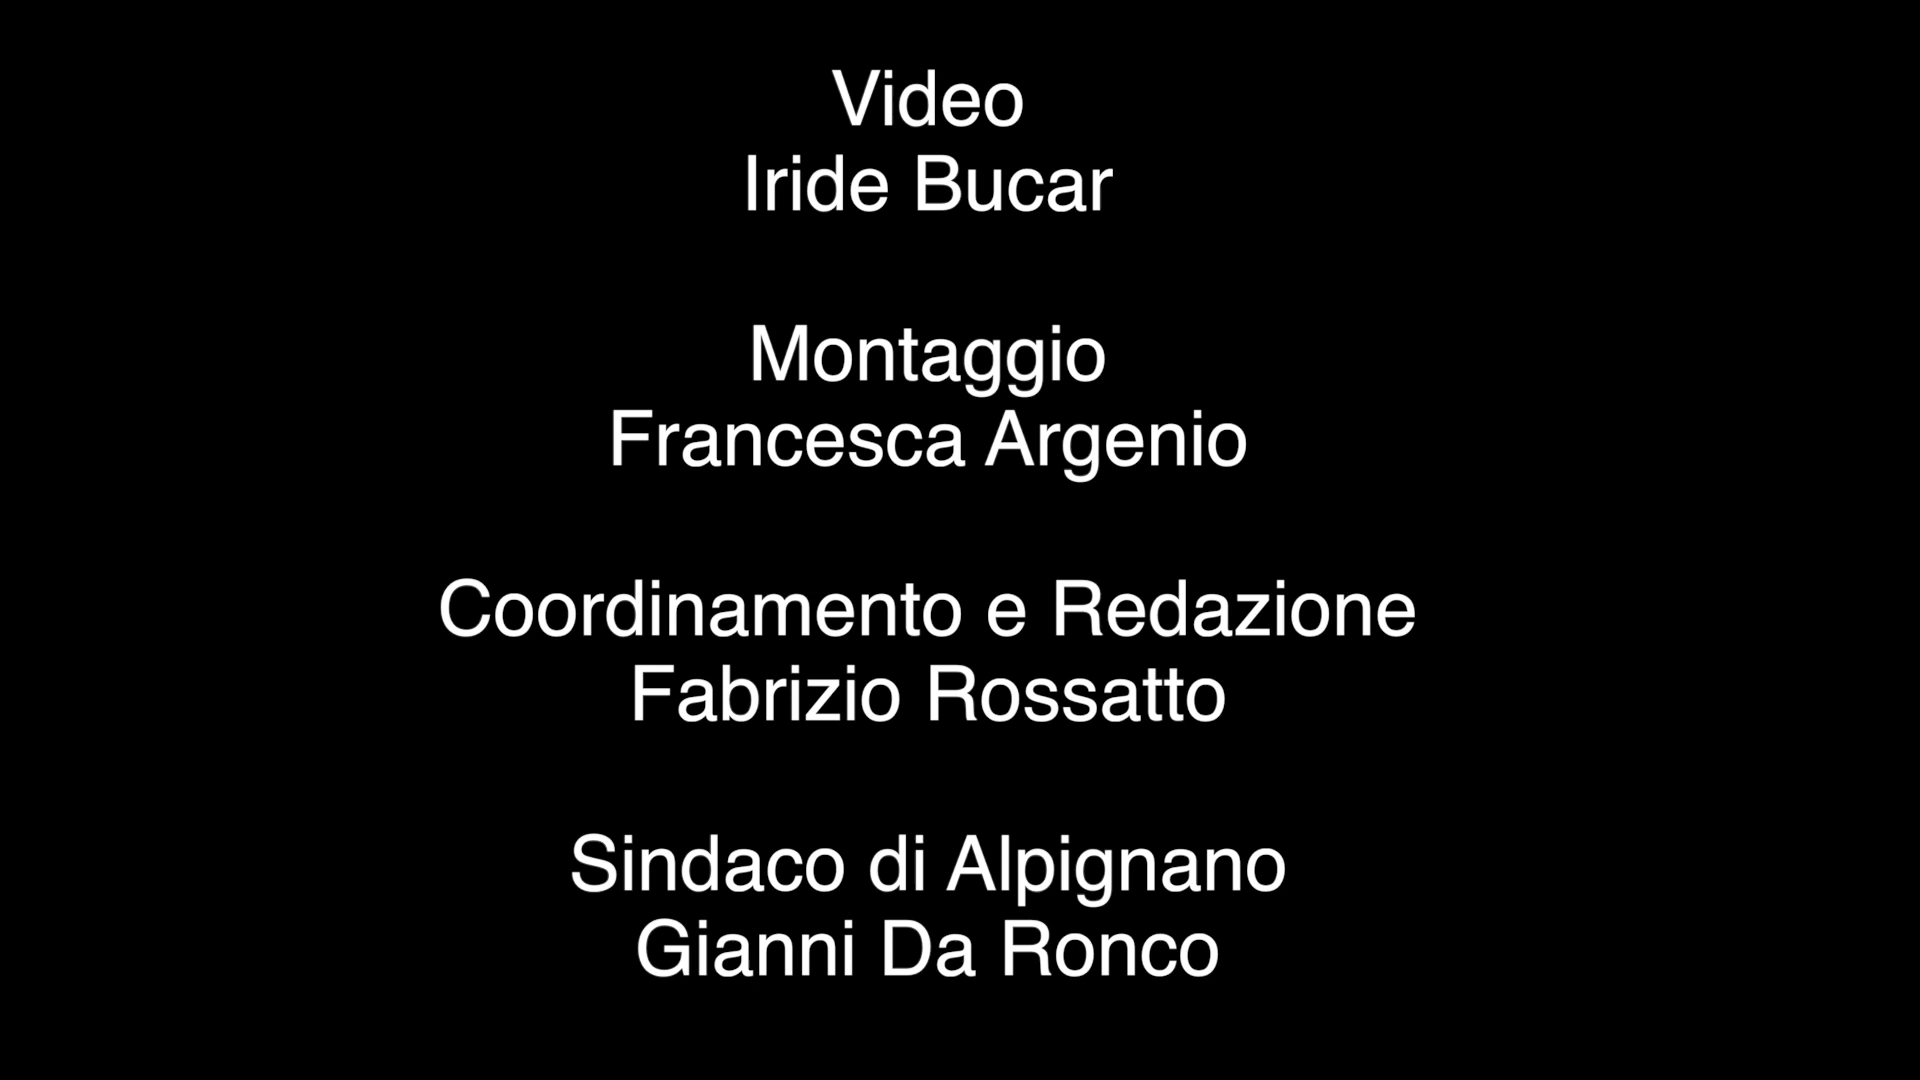 Video
Iride Bucar
Montaggio
Francesca Argenio
Coordinamento e Redazione
Fabrizio Rossatto
Sindaco di Alpignano
Gianni Da Ronco